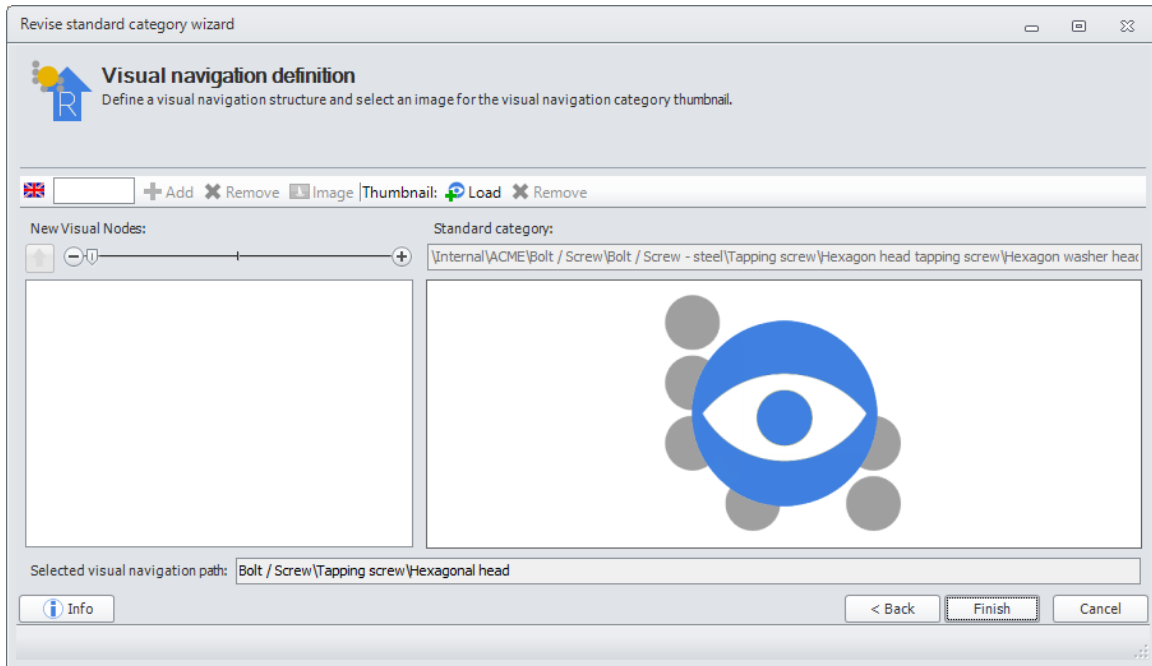 Revise standard category wizard
R
Visual navigation definition
Define a visual navigation structure and select an image for the visual navigation category thumbnail.
Add Remove Image Thumbnail: Load Remove
New Visual Nodes: Standard category:
\Internal\ACME\Bolt / Screw\Bolt / Screw - steel\Tapping screw\Hexagon head tapping screw\Hexagon washer head
Selected visual navigation path: Bolt / Screw\Tapping screw\Hexagonal head
i Info < Back Finish Cancel